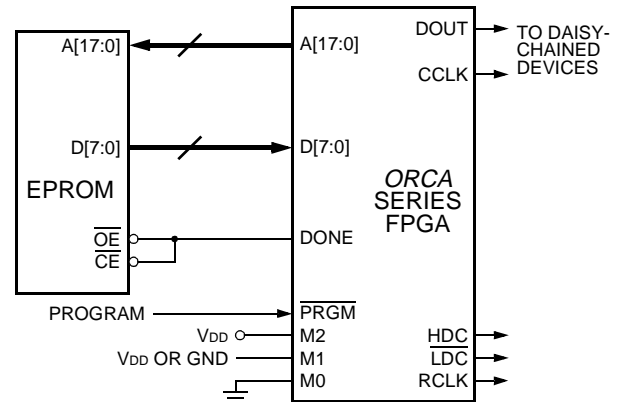 A[17:0]
D[7:0]
EPROM
OE
CE
PROGRAM
VDD
VDD OR GND
A[17:0]
D[7:0]
DONE
PRGM
M2
M1
M0
ORCA
SERIES
FPGA
DOUT
CCLK
HDC
LDC
RCLK
TO DAISY-
CHAINED
DEVICES